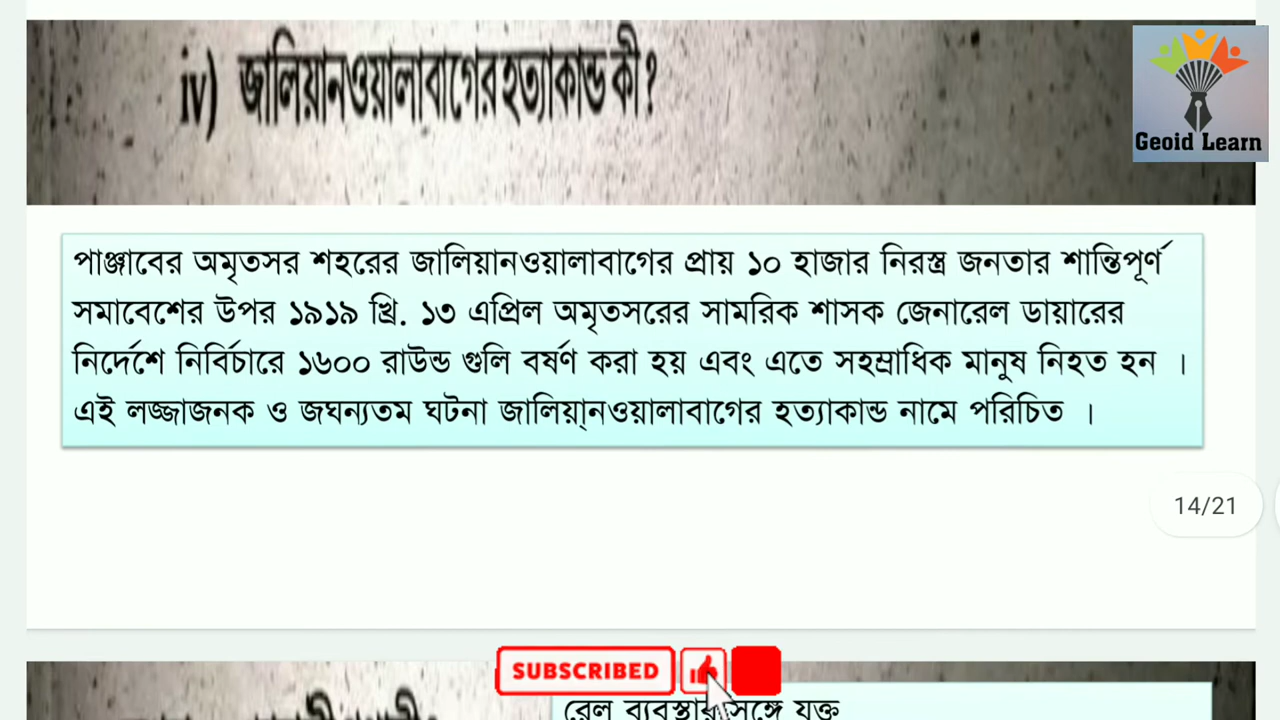 iv) জালিয়ানওয়ালাবাগের হত্যাকান্ড কী ?
Geoid Learn
পাঞ্জাবের অমৃতসর শহরের জালিয়ানওয়ালাবাগের প্রায় ১০ হাজার নিরস্ত্র জনতার শান্তিপূর্ণ
সমাবেশের উপর ১৯১৯ খ্রি. ১৩ এপ্রিল অমৃতসরের সামরিক শাসক জেনারেল ডায়ারের
নির্দেশে নির্বিচারে ১৬০০ রাউন্ড গুলি বর্ষণ করা হয় এবং এতে সহস্রাধিক মানুষ নিহত হন ।
এই লজ্জাজনক ও জঘন্যতম ঘটনা জালিয়া্নওয়ালাবাগের হত্যাকান্ড নামে পরিচিত ।
14/21
SUBSCRIBED
রেল ব্যবস্থার সঙ্গে যুক্ত